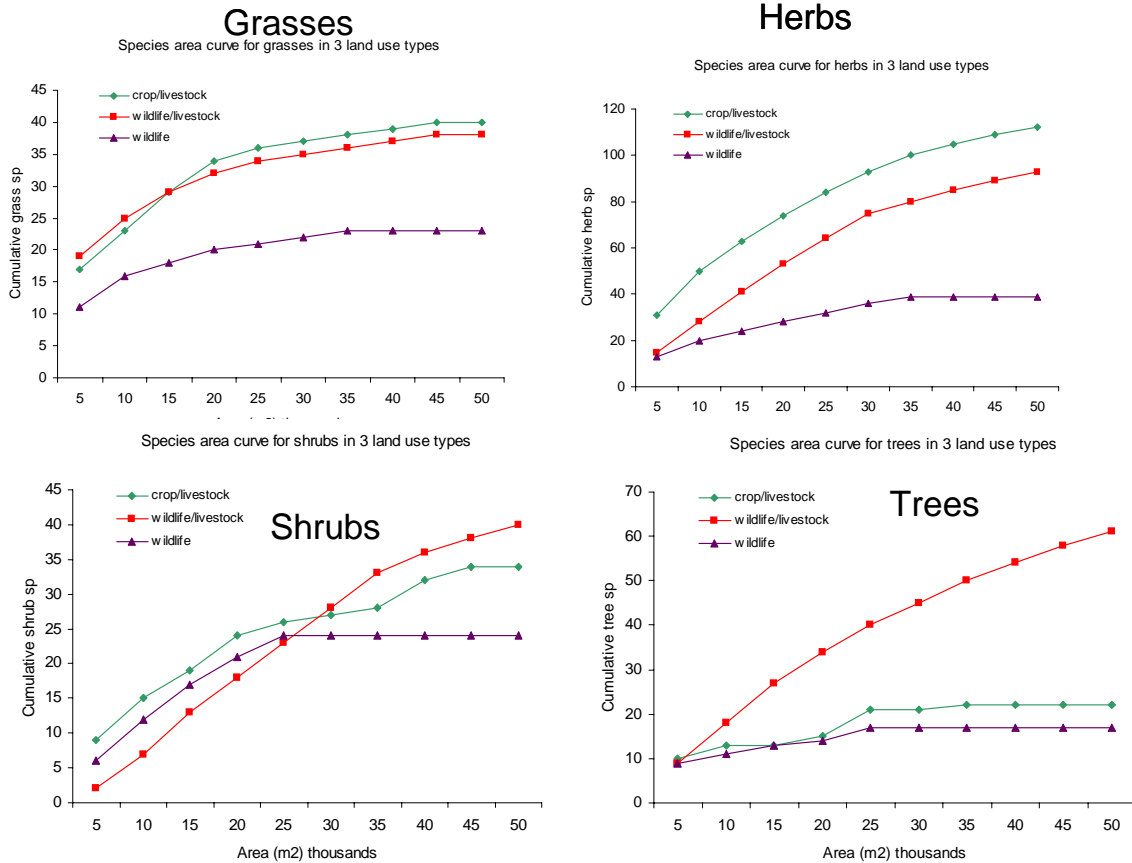 Grasses
Species area curve for grasses in 3 land use types
crop/livestock
wildlife/livestock
wildlife
Cumulative grass sp
45
40
35
30
25
20
15
10
5
0
5 10 15 20 25 30 35 40 45 50
Herbs
Species area curve for herbs in 3 land use types
crop/livestock
wildlife/livestock
wildlife
Cumulative herb sp
120
100
80
60
40
20
0
5 10 15 20 25 30 35 40 45 50
Species area curve for shrubs in 3 land use types
Shrubs
crop/livestock
wildlife/livestock
wildlife
Cumulative shrub sp
45
40
35
30
25
20
15
10
5
0
5 10 15 20 25 30 35 40 45 50
Area (m2) thousands
Species area curve for trees in 3 land use types
Trees
crop/livestock
wildlife/livestock
wildlife
Cumulative tree sp
70
60
50
40
30
20
10
0
5 10 15 20 25 30 35 40 45 50
Area (m2) thousands